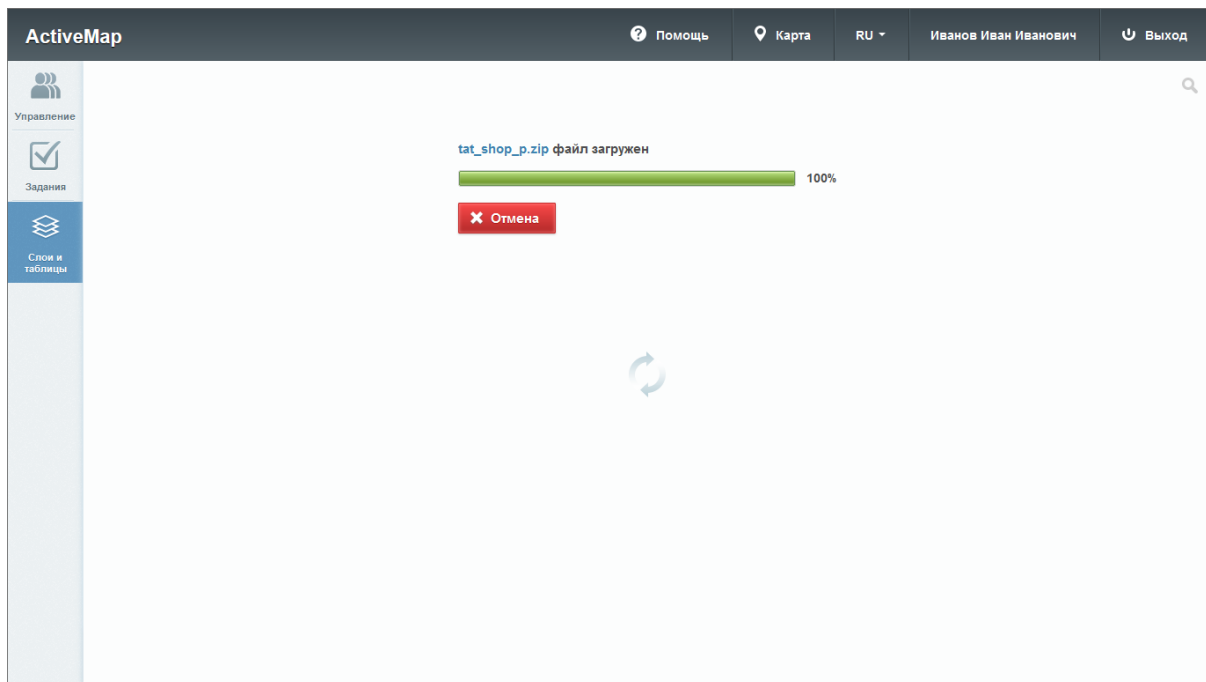 ActiveMap
Помощь
Карта
RU
Иванов Иван Иванович
Выход
Управление
Задания
Слои и
таблицы
tat_shop_p.zip файл загружен
100%
Отмена